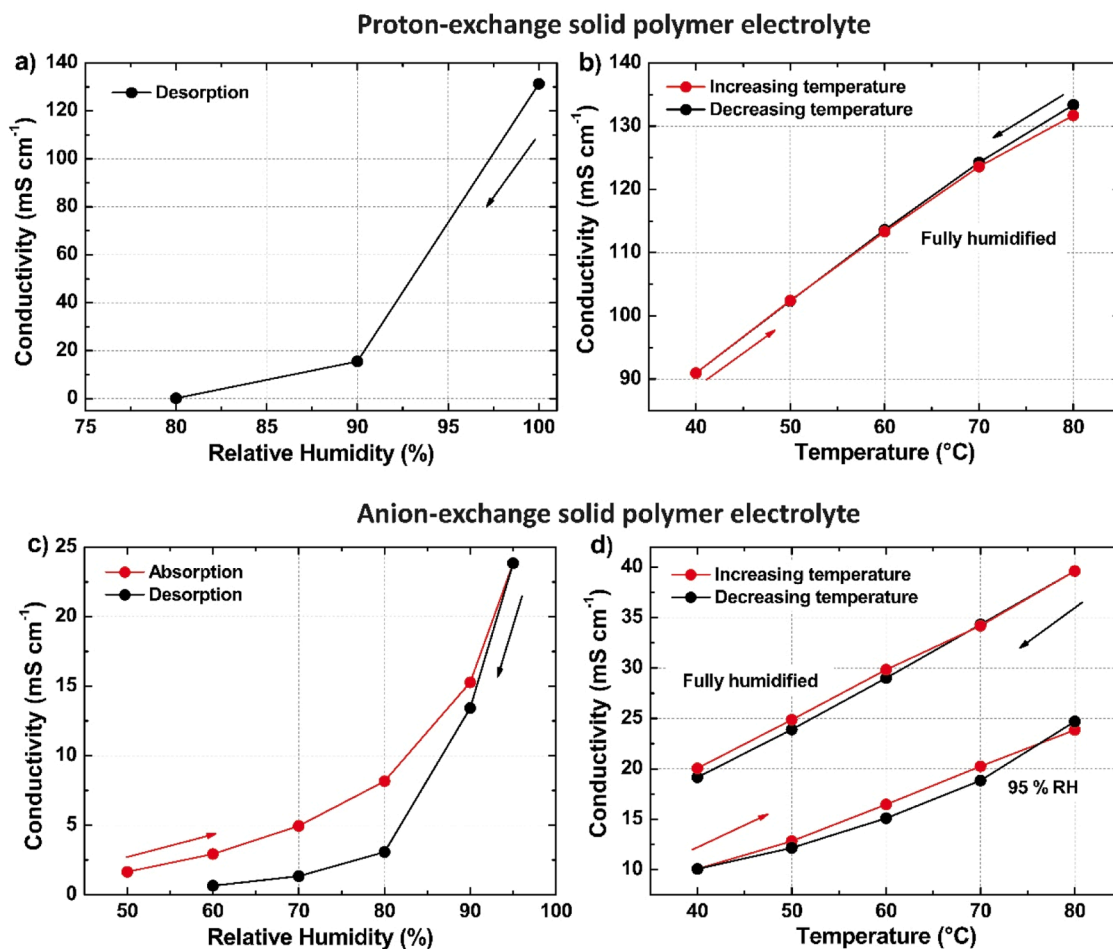 Proton-exchange solid polymer electrolyte
a)
140
120
100
80
60
40
20
0
Conductivity (mS cm-1)
Desorption
75 80 85 90 95 100
Relative Humidity (%)
b)
140
130
120
110
100
90
Conductivity (mS cm-1)
Increasing temperature
Decreasing temperature
Fully humidified
40 50 60 70 80
Temperature (°C)
Anion-exchange solid polymer electrolyte
c)
25
20
15
10
5
0
Conductivity (mS cm-1)
Absorption
Desorption
50 60 70 80 90 100
Relative Humidity (%)
d)
40
35
30
25
20
15
10
Conductivity (mS cm-1)
Increasing temperature
Decreasing temperature
Fully humidified
95 % RH
40 50 60 70 80
Temperature (°C)